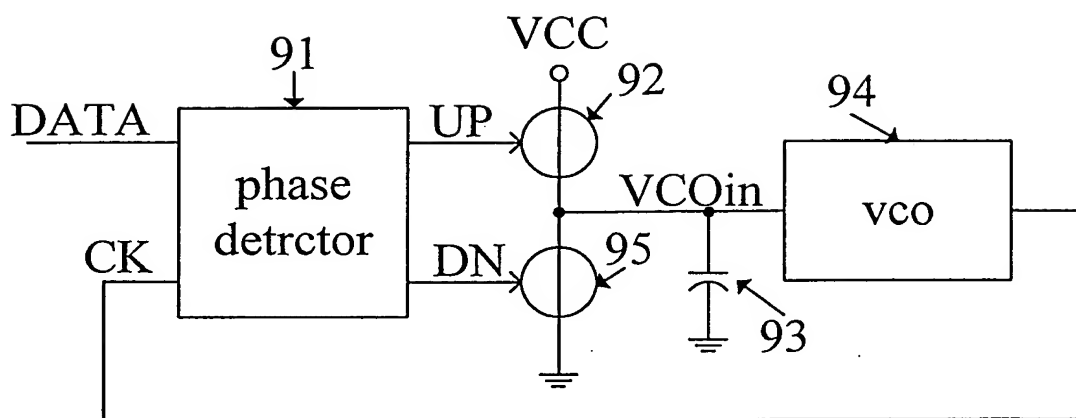 VCC
91
92
94
DATA
UP
phase
detrctor
VCOin
vco
CK
DN
95
93